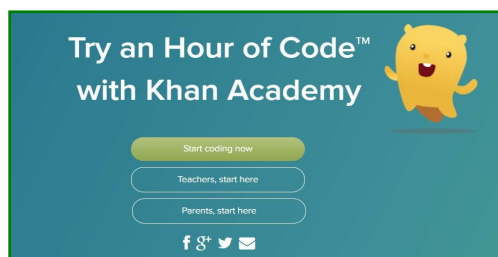 Try an Hour of Code™
with Khan Academy
Start coding now
Teachers, start here
Parents, start here